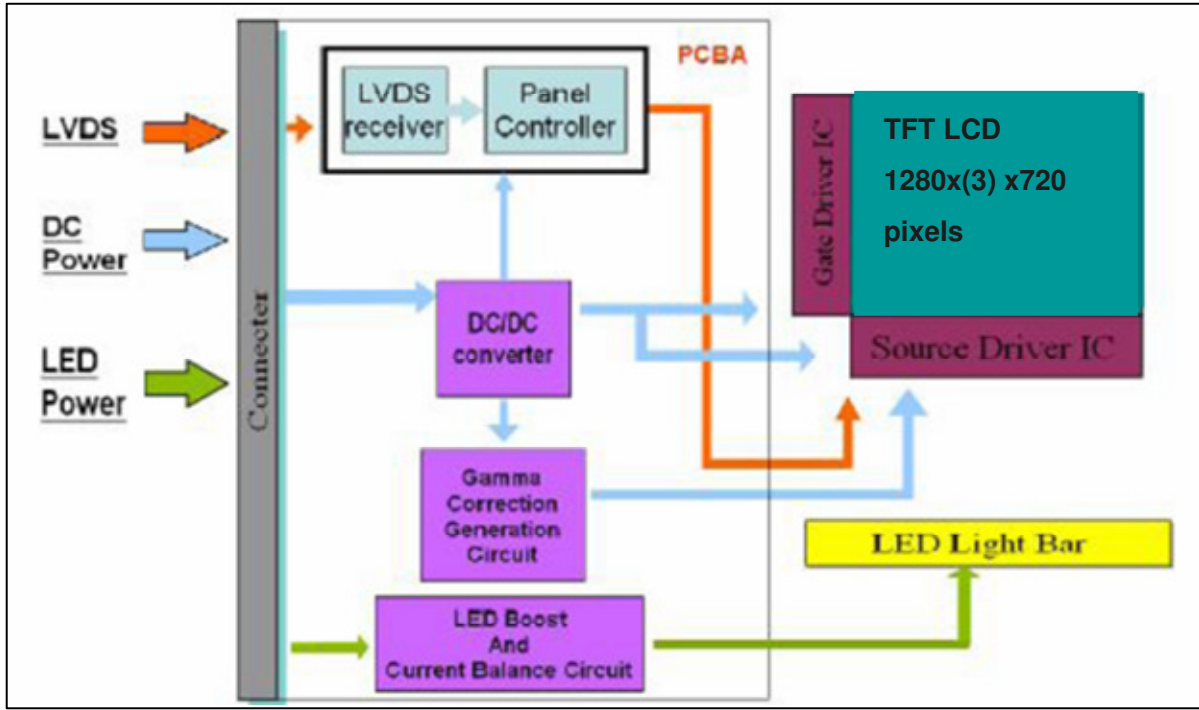 PCBA
LVDS
receiver
Panel
Controller
LVDS
DC
Power
LED
Power
Connecter
DC/DC
converter
Gamma
Correction
Generation
Circuit
LED Boost
And
Current Balance Circuit
Gate Driver IC
TFT LCD
1280x(3) x720
pixels
Source Driver IC
LED Light Bar